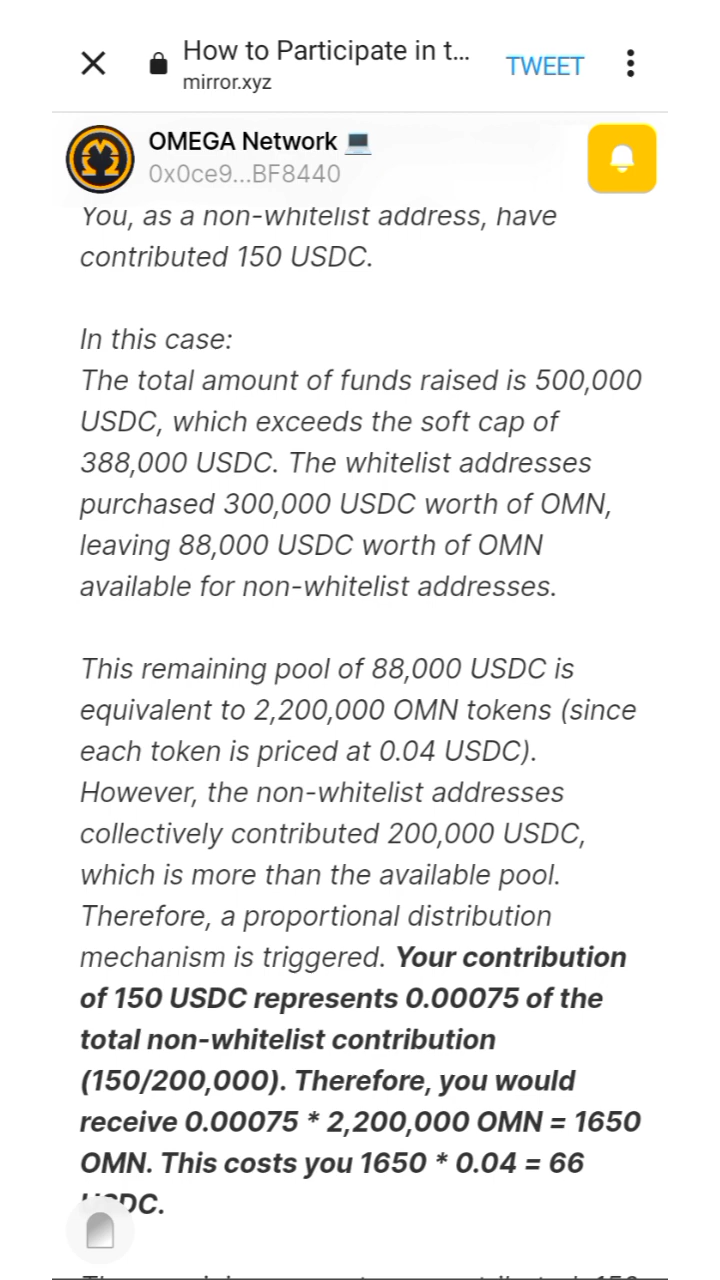 How to Participate in t...
TWEET
mirror.xyz
OMEGA Network 💻
0x0ce9...BF8440
You, as a non-whitelist address, have
contributed 150 USDC.
In this case:
The total amount of funds raised is 500,000
USDC, which exceeds the soft cap of
388,000 USDC. The whitelist addresses
purchased 300,000 USDC worth of OMN,
leaving 88,000 USDC worth of OMN
available for non-whitelist addresses.
This remaining pool of 88,000 USDC is
equivalent to 2,200,000 OMN tokens (since
each token is priced at 0.04 USDC).
However, the non-whitelist addresses
collectively contributed 200,000 USDC,
which is more than the available pool.
Therefore, a proportional distribution
mechanism is triggered. Your contribution
of 150 USDC represents 0.00075 of the
total non-whitelist contribution
(150/200,000). Therefore, you would
receive 0.00075 * 2,200,000 OMN = 1650
OMN. This costs you 1650 * 0.04 = 66
USDC.